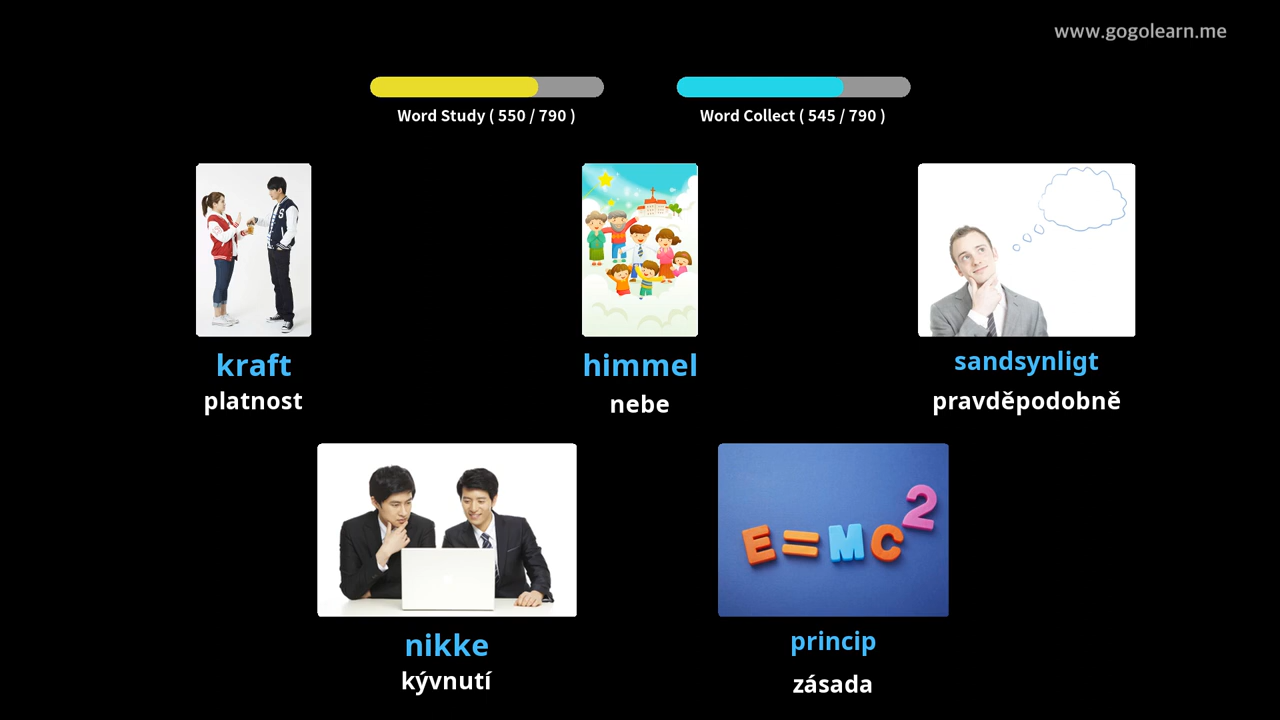 www.gogolearn.me
Word Study ( 550 / 790 )
Word Collect ( 545 / 790 )
kraft
platnost
himmel
nebe
sandsynligt
pravděpodobně
S
E=MC2
nikke
kývnutí
princip
zásada